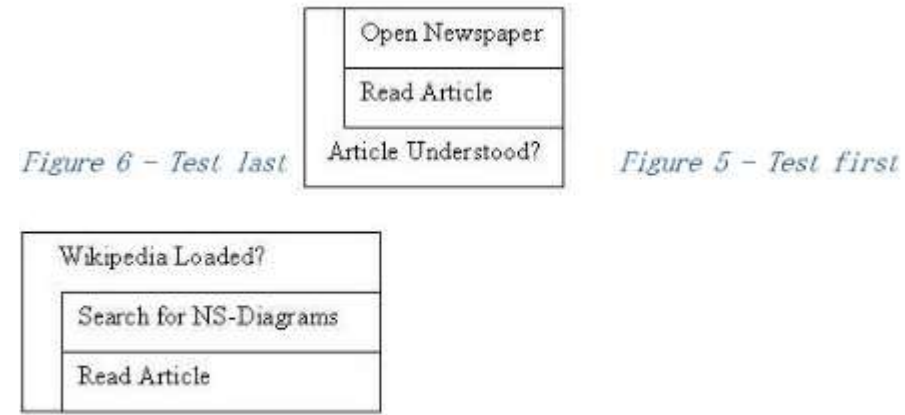 Open Newspaper
Read Article
Article Understood?
Figure 6 - Test last
Figure 5 - Test first
Wikipedia Loaded?
Search for NS-Diagrams
Read Article